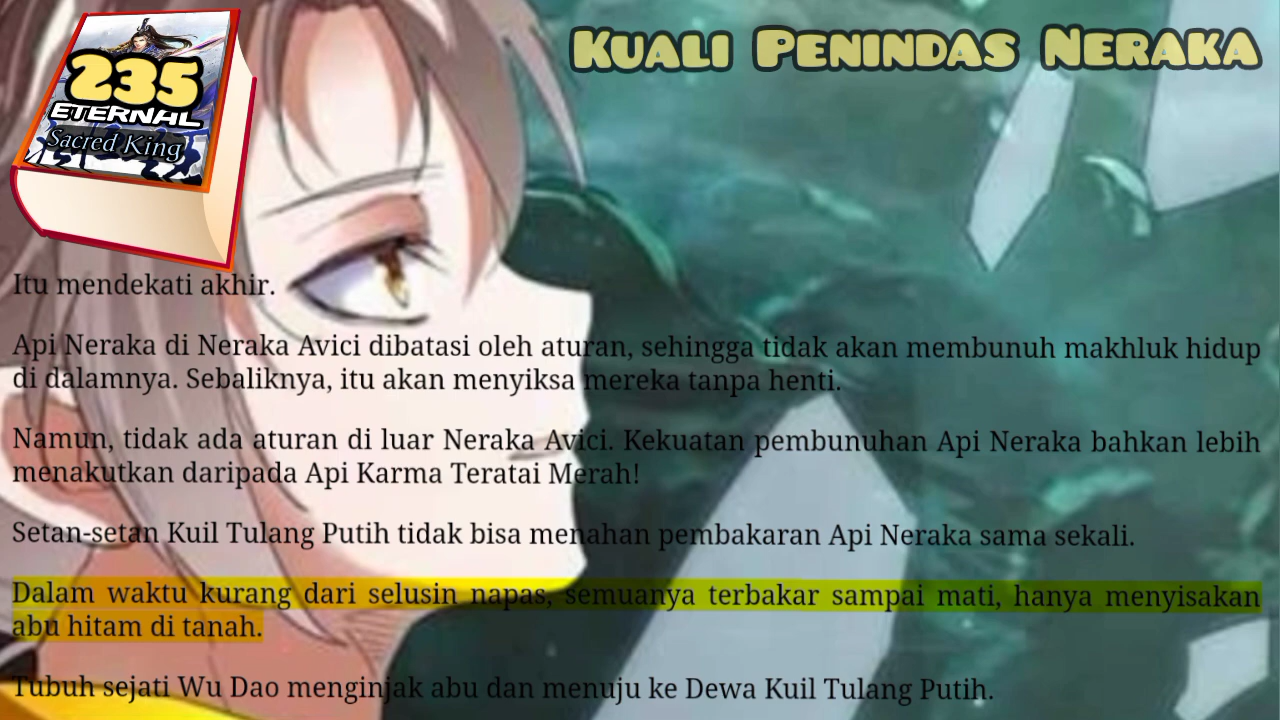 Kuali Penindas Neraka
235
ETERNAL
Sacred King
Itu mendekati akhir.
Api Neraka di Neraka Avici dibatasi oleh aturan, sehingga tidak akan membunuh makhluk hidup
di dalamnya. Sebaliknya, itu akan menyiksa mereka tanpa henti.
Namun, tidak ada aturan di luar Neraka Avici. Kekuatan pembunuhan Api Neraka bahkan lebih
menakutkan daripada Api Karma Teratai Merah!
Setan-setan Kuil Tulang Putih tidak bisa menahan pembakaran Api Neraka sama sekali.
Dalam waktu kurang dari selusin napas, semuanya terbakar sampai mati, hanya menyisakan
abu hitam di tanah.
Tubuh sejati Wu Dao menginjak abu dan menuju ke Dewa Kuil Tulang Putih.